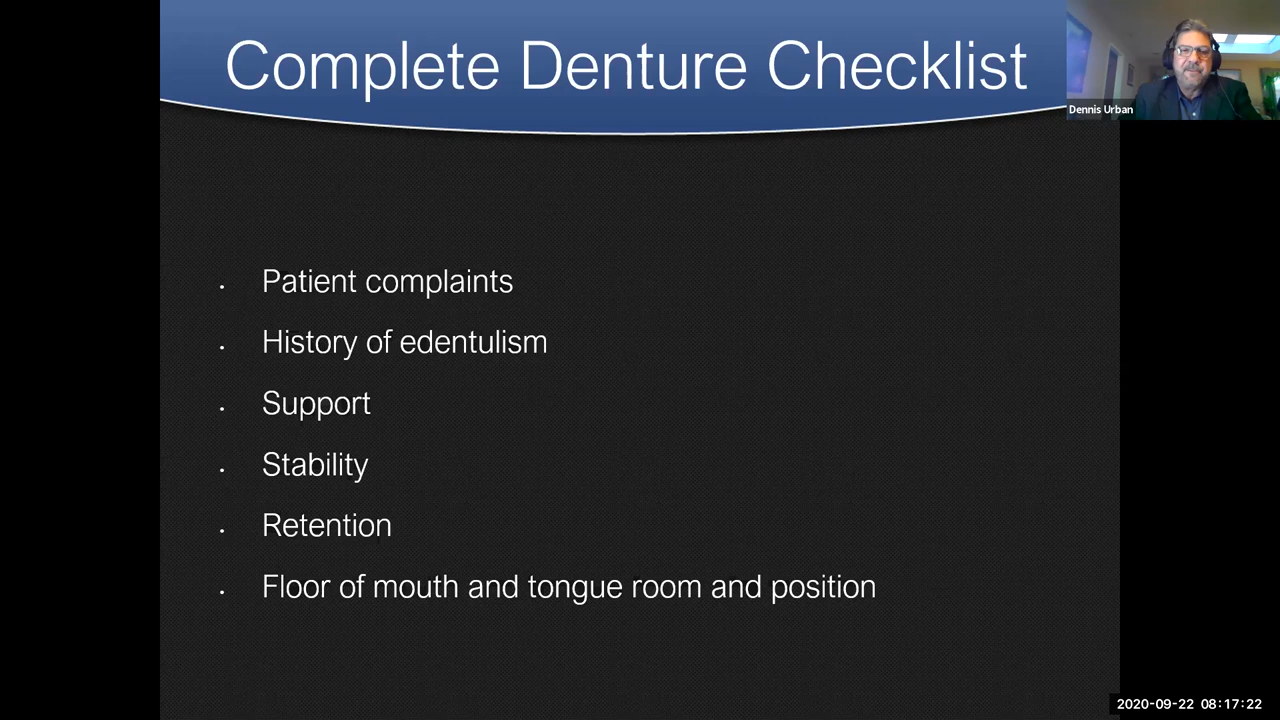 Complete Denture Checklist
Dennis Urban
. Patient complaints
. History of edentulism
. Support
. Stability
. Retention
. Floor of mouth and tongue room and position
2020-09-22 08:17:22